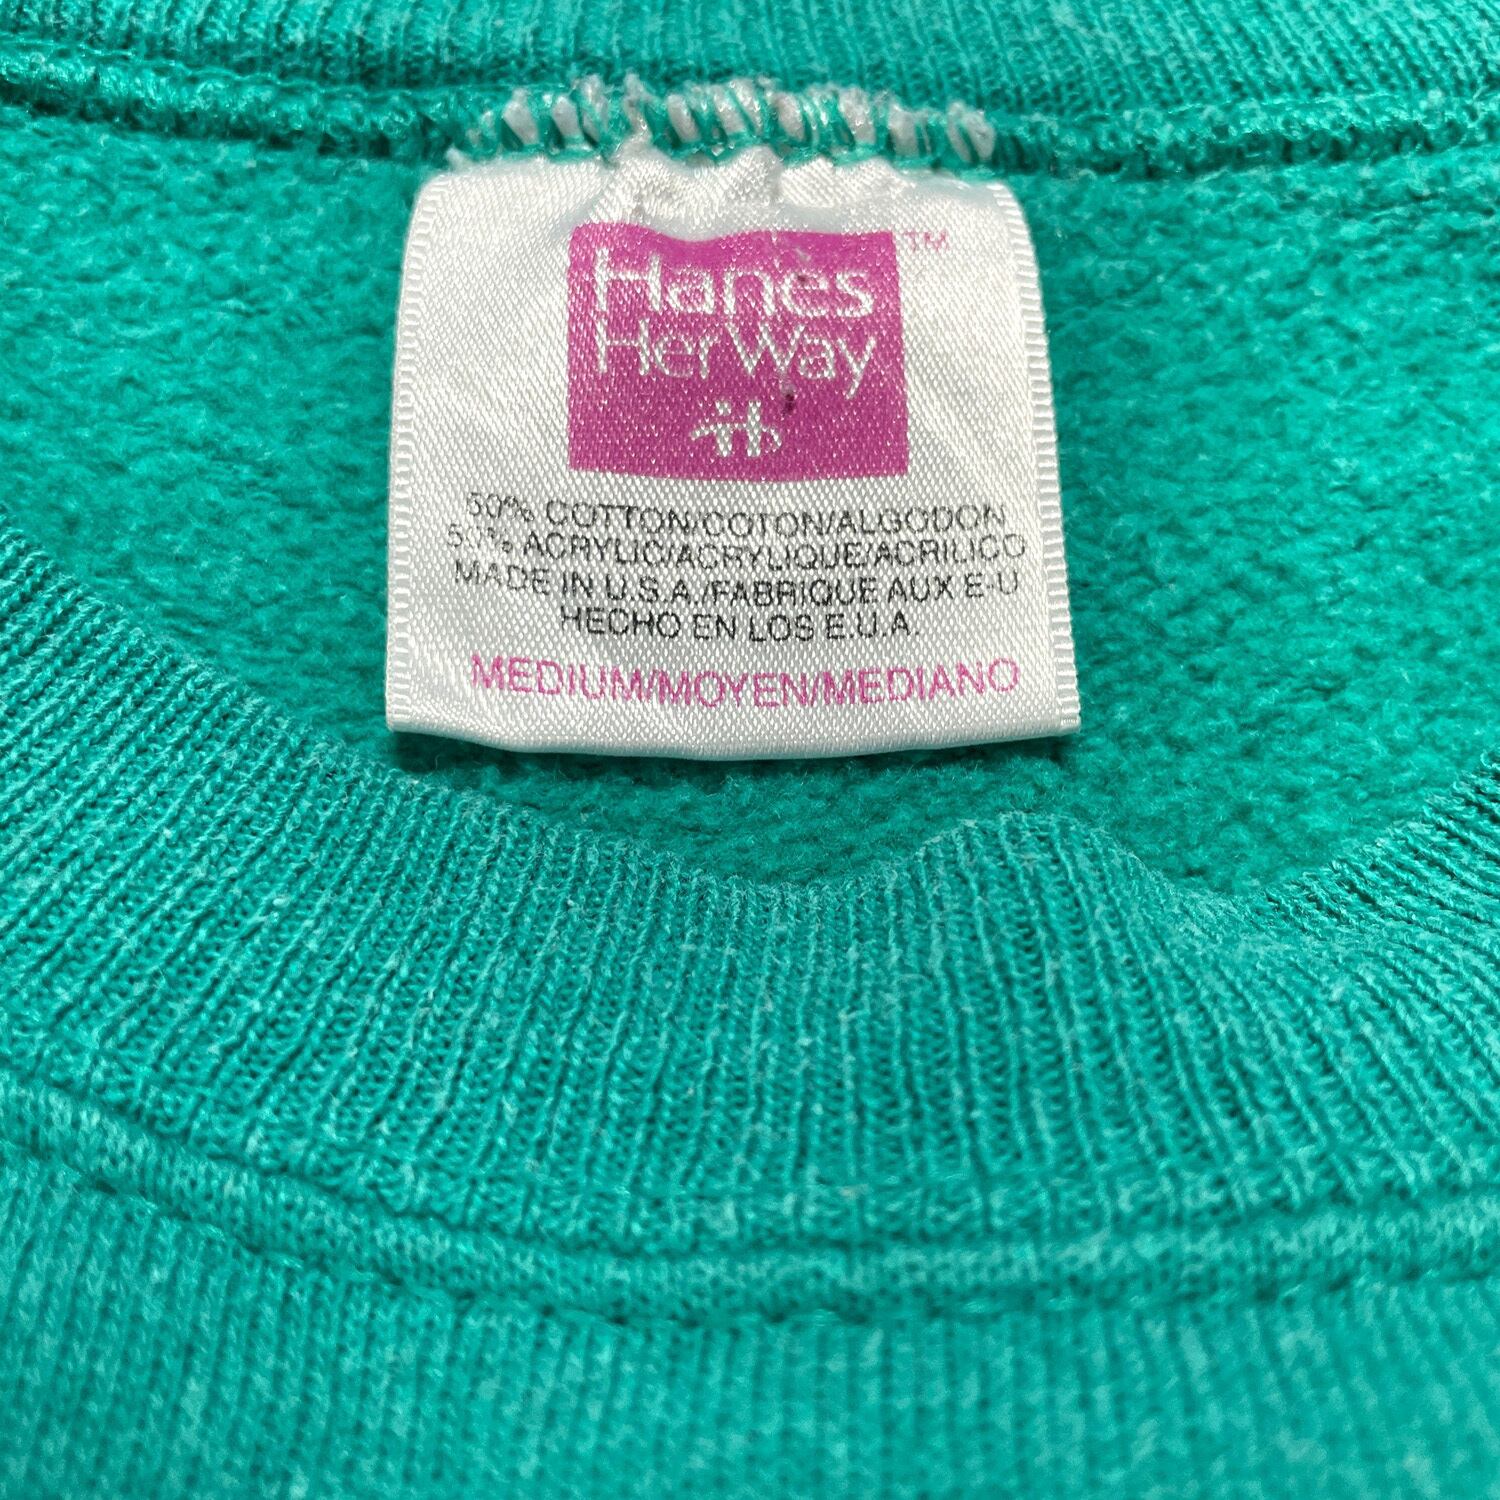 Hanes
Her Way
TM
50% COTTON/COTON/ALGODON
50% ACRYLIC/ACRYLIQUE/ACRILICO
MADE IN U.S.A./FABRIQUE AUX E-U
HECHO EN LOS E.U.A.
MEDIUM/MOYEN/MEDIANO